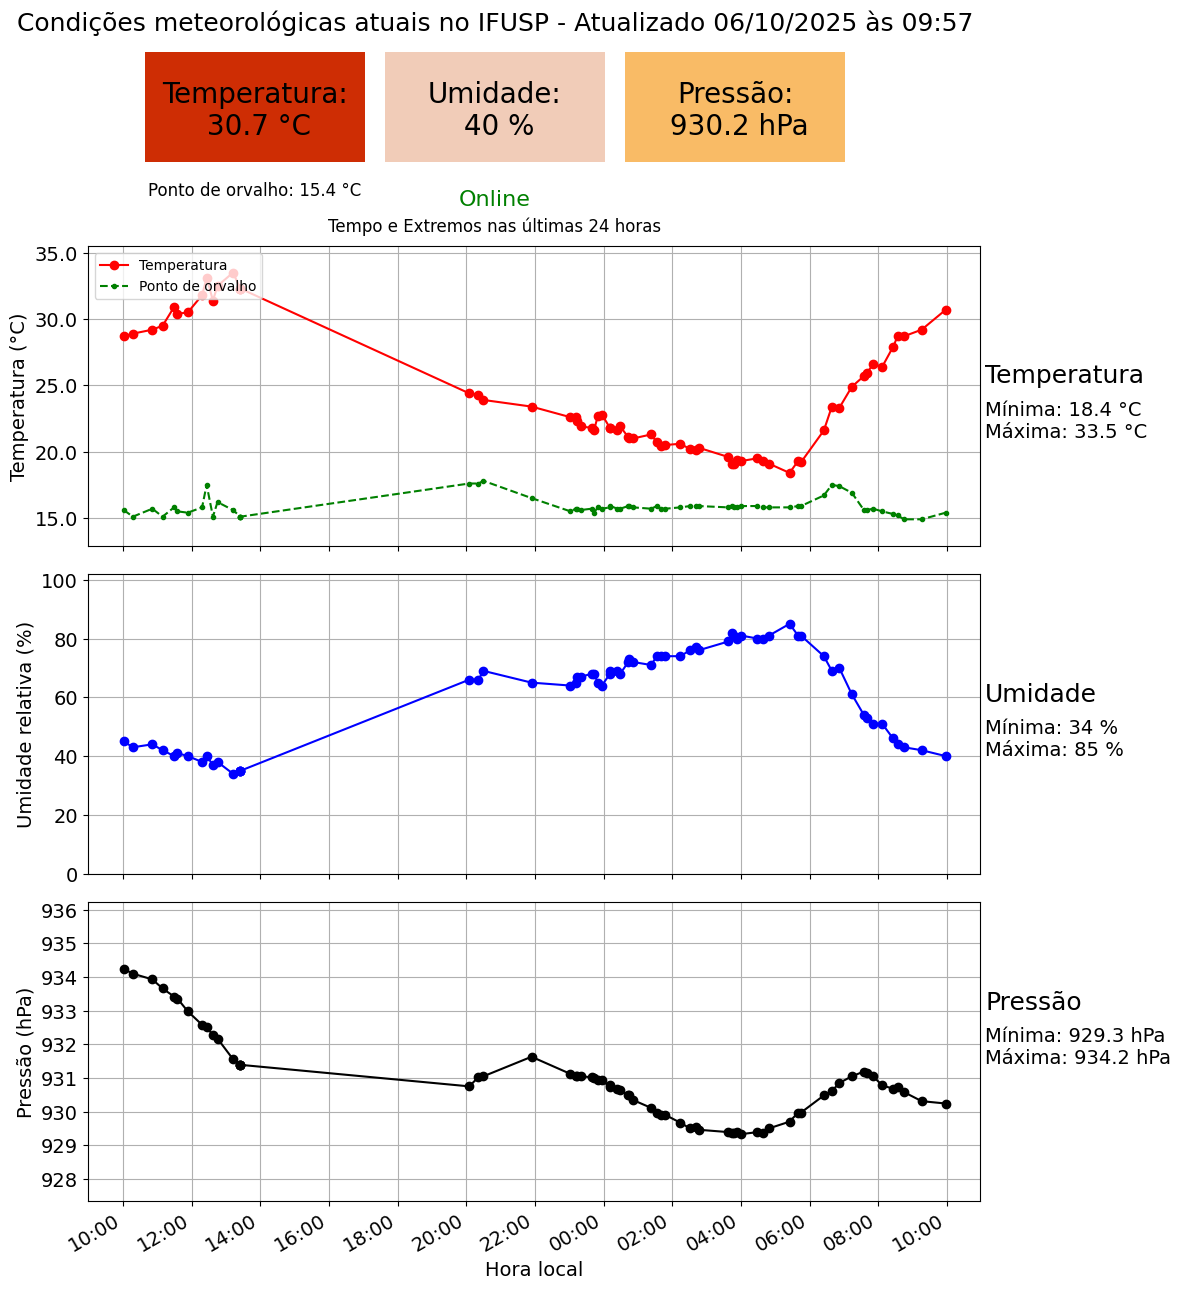 Condições meteorológicas atuais no IFUSP - Atualizado 06/10/2025 às 09:57
Temperatura:
30.7 °C
Umidade:
40 %
Pressão:
930.2 hPa
Ponto de orvalho: 15.4 °C
Online
Tempo e Extremos nas últimas 24 horas
Temperatura (°C)
35.0
30.0
25.0
20.0
15.0
Temperatura
Ponto de orvalho
Temperatura
Mínima: 18.4 °C
Máxima: 33.5 °C
Umidade relativa (%)
100
80
60
40
20
0
Umidade
Mínima: 34 %
Máxima: 85 %
Pressão (hPa)
936
935
934
933
932
931
930
929
928
Pressão
Mínima: 929.3 hPa
Máxima: 934.2 hPa
10:00 12:00 14:00 16:00 18:00 20:00 22:00 00:00 02:00 04:00 06:00 08:00 10:00
Hora local